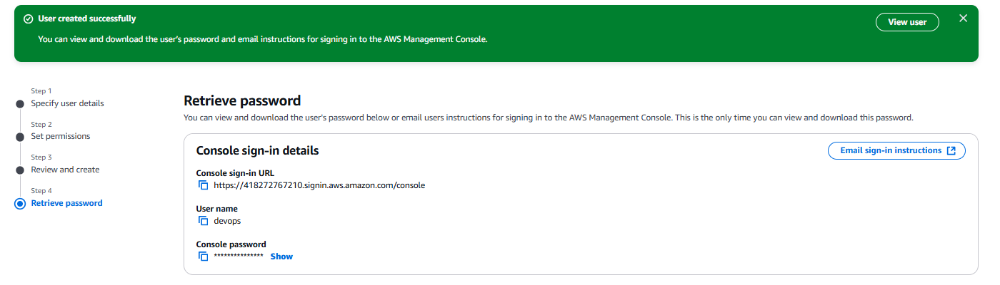 User created successfully
View user
You can view and download the user's password and email instructions for signing in to the AWS Management Console.
Step 1
Specify user details
Step 2
Set permissions
Step 3
Review and create
Step 4
Retrieve password
Retrieve password
You can view and download the user's password below or email users instructions for signing in to the AWS Management Console. This is the only time you can view and download this password.
Console sign-in details
Email sign-in instructions
Console sign-in URL
https://418272767210.signin.aws.amazon.com/console
User name
devops
Console password
*************** Show